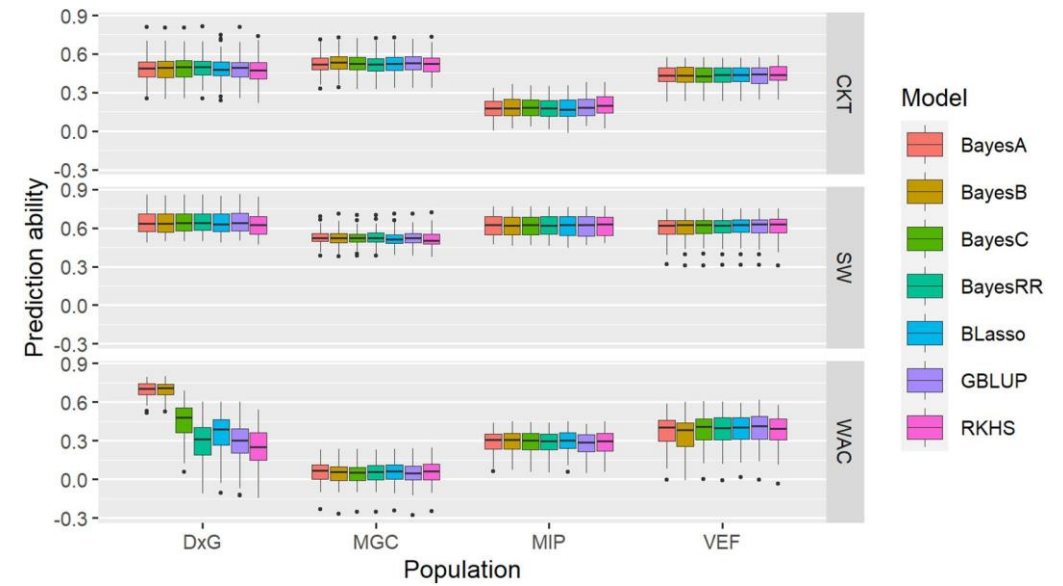 Prediction ability
0.9
0.6
0.3
0.0
-0.3
CKT
0.9
0.6
0.3
0.0
-0.3
SW
0.9
0.6
0.3
0.0
-0.3
WAC
DxG MGC MIP VEF
Population
Model
BayesA
BayesB
BayesC
BayesRR
BLasso
GBLUP
RKHS